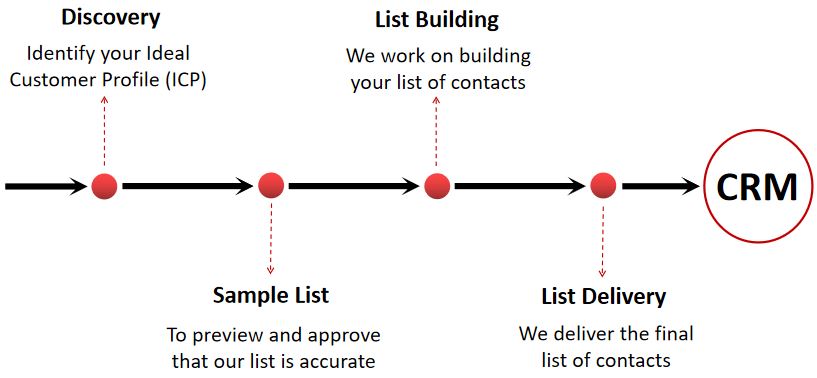 Discovery
Identify your Ideal
Customer Profile (ICP)
List Building
We work on building
your list of contacts
CRM
Sample List
To preview and approve
that our list is accurate
List Delivery
We deliver the final
list of contacts